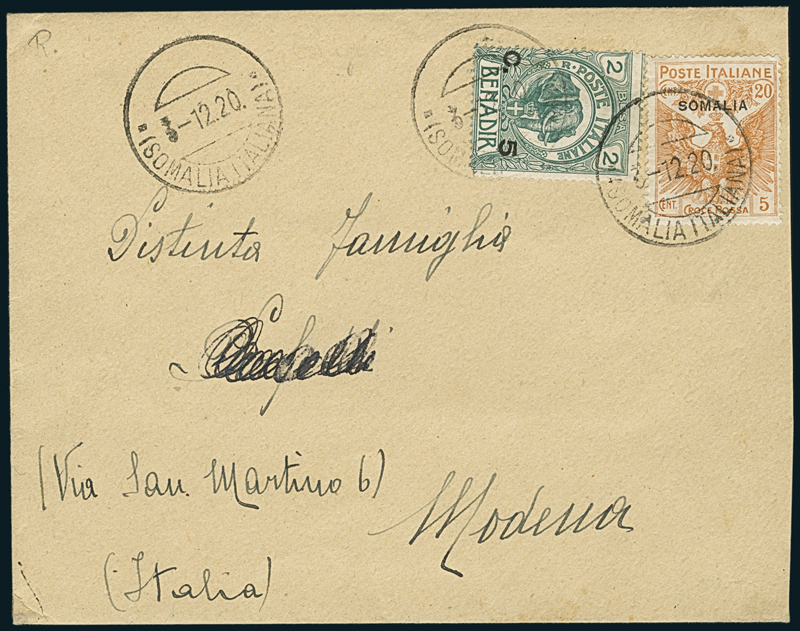 R.
3-12.20.
"(SOMALIA ITALIANA)"
"(SOMALIA
C. 5
BENADIR
R. POSTE ITALIANE
2 2
POSTE ITALIANE
20
SOMALIA
CENT. CROCE ROSSA 5
3-12.20.
"(SOMALIA ITALIANA)"
Distinta Famiglia
(Via San Martino 6)
Modena
(Italia)